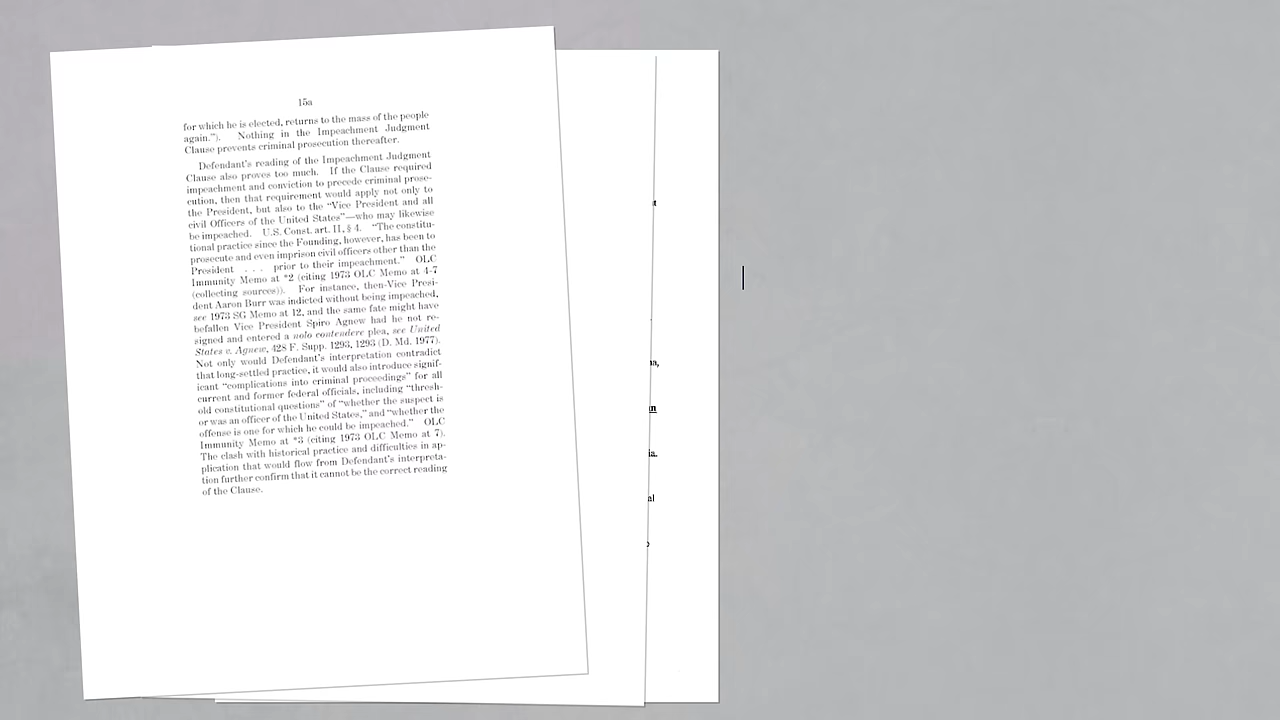 15a
for which he is elected, returns to the mass of the people
again."). Nothing in the Impeachment Judgment
Clause prevents criminal prosecution thereafter.
Defendant's reading of the Impeachment Judgment
Clause also proves too much. If the Clause required
impeachment and conviction to precede criminal prose-
cution, then that requirement would apply not only to
the President, but also to the "Vice President and all
civil Officers of the United States"—who may likewise
be impeached. U.S. Const. art. II, § 4. "The constitu-
tional practice since the Founding, however, has been to
prosecute and even imprison civil officers other than the
President . . . prior to their impeachment." OLC
Immunity Memo at *2 (citing 1973 OLC Memo at 4-7
(collecting sources)). For instance, then-Vice Presi-
dent Aaron Burr was indicted without being impeached,
see 1973 SG Memo at 12, and the same fate might have
befallen Vice President Spiro Agnew had he not re-
signed and entered a nolo contendere plea, see United
States v. Agnew, 428 F. Supp. 1293, 1293 (D. Md. 1977).
Not only would Defendant's interpretation contradict
that long-settled practice, it would also introduce signif-
icant "complications into criminal proceedings" for all
current and former federal officials, including "thresh-
old constitutional questions" of "whether the suspect is
or was an officer of the United States," and "whether the
offense is one for which he could be impeached." OLC
Immunity Memo at *3 (citing 1973 OLC Memo at 7).
The clash with historical practice and difficulties in ap-
plication that would flow from Defendant's interpreta-
tion further confirm that it cannot be the correct reading
of the Clause.